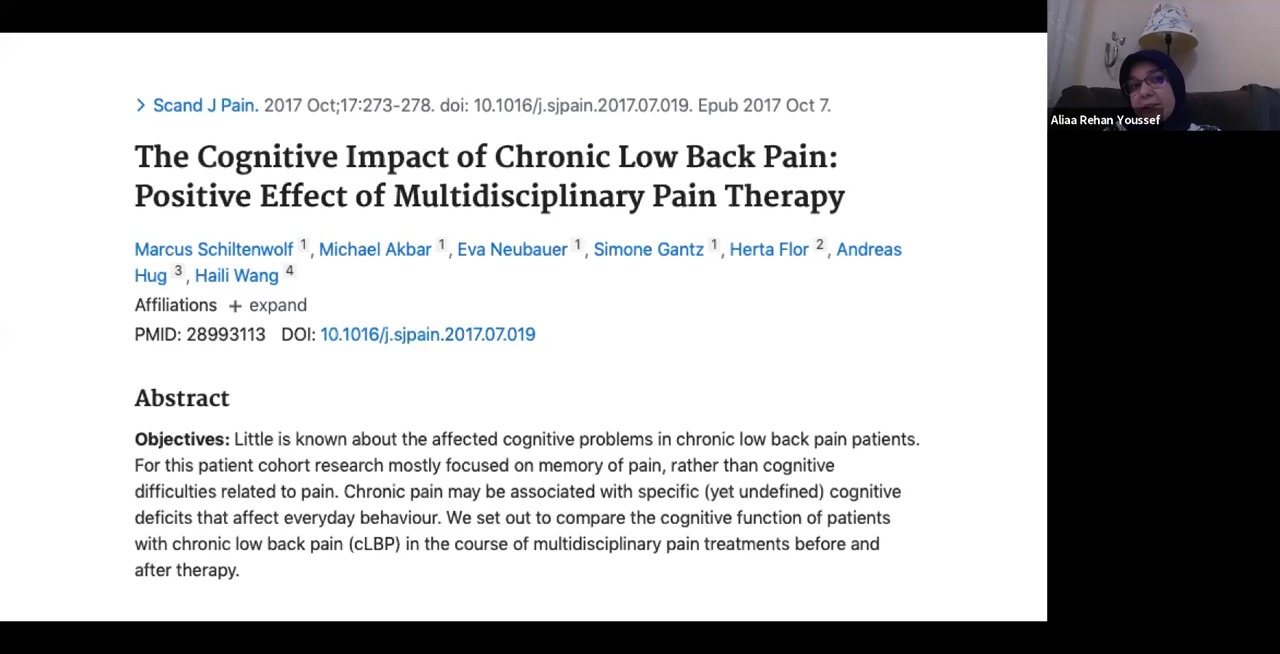 > Scand J Pain. 2017 Oct;17:273-278. doi: 10.1016/j.sjpain.2017.07.019. Epub 2017 Oct 7.
The Cognitive Impact of Chronic Low Back Pain:
Positive Effect of Multidisciplinary Pain Therapy
Marcus Schiltenwolf 1, Michael Akbar 1, Eva Neubauer 1, Simone Gantz 1, Herta Flor 2, Andreas
Hug 3, Haili Wang 4
Affiliations + expand
PMID: 28993113 DOI: 10.1016/j.sjpain.2017.07.019
Abstract
Objectives: Little is known about the affected cognitive problems in chronic low back pain patients.
For this patient cohort research mostly focused on memory of pain, rather than cognitive
difficulties related to pain. Chronic pain may be associated with specific (yet undefined) cognitive
deficits that affect everyday behaviour. We set out to compare the cognitive function of patients
with chronic low back pain (cLBP) in the course of multidisciplinary pain treatments before and
after therapy.
Aliaa Rehan Youssef